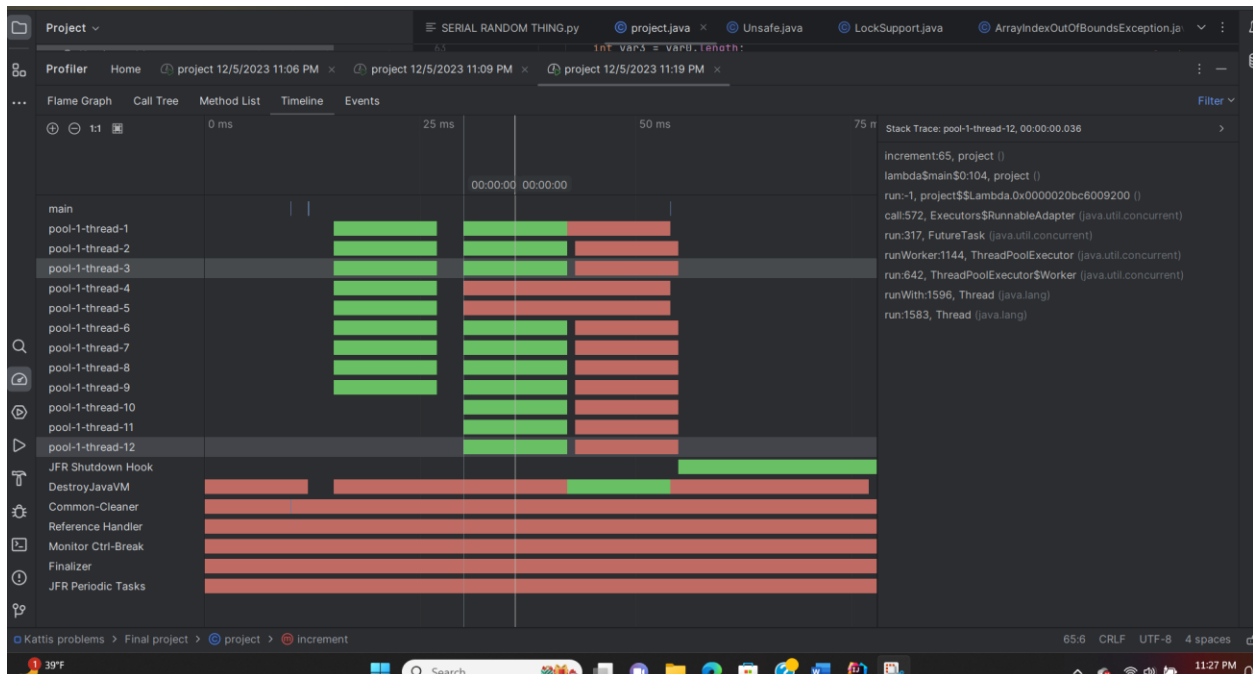 Project
SERIAL RANDOM THING.py
project.java
Unsafe.java
LockSupport.java
ArrayIndexOutOfBoundsException.ja
63 int var3 = var0.length;
Profiler
Home
project 12/5/2023 11:06 PM
project 12/5/2023 11:09 PM
project 12/5/2023 11:19 PM
Flame Graph
Call Tree
Method List
Timeline
Events
Filter
1:1
0 ms
25 ms
50 ms
75 m
00:00:00 00:00:00
main
pool-1-thread-1
pool-1-thread-2
pool-1-thread-3
pool-1-thread-4
pool-1-thread-5
pool-1-thread-6
pool-1-thread-7
pool-1-thread-8
pool-1-thread-9
pool-1-thread-10
pool-1-thread-11
pool-1-thread-12
JFR Shutdown Hook
DestroyJavaVM
Common-Cleaner
Reference Handler
Monitor Ctrl-Break
Finalizer
JFR Periodic Tasks
Stack Trace: pool-1-thread-12, 00:00:00.036
increment:65, project ()
lambda$main$0:104, project ()
run:-1, project$$Lambda.0x0000020bc6009200 ()
call:572, Executors$RunnableAdapter (java.util.concurrent)
run:317, FutureTask (java.util.concurrent)
runWorker:1144, ThreadPoolExecutor (java.util.concurrent)
run:642, ThreadPoolExecutor$Worker (java.util.concurrent)
runWith:1596, Thread (java.lang)
run:1583, Thread (java.lang)
Kattis problems > Final project > project > increment
65:6 CRLF UTF-8 4 spaces
1
39°F
Search
11:27 PM